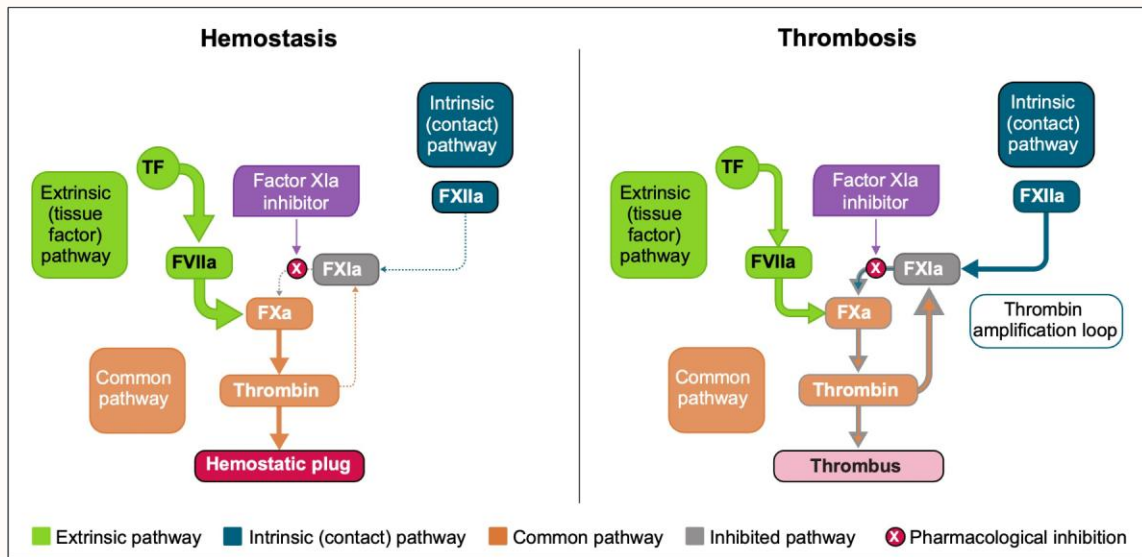 Hemostasis
Intrinsic
(contact)
pathway
TF
Extrinsic
(tissue
factor)
pathway
Factor XIa
inhibitor
FXIIa
FVIIa
X
FXIa
FXa
Common
pathway
Thrombin
Hemostatic plug
Thrombosis
Intrinsic
(contact)
pathway
TF
Extrinsic
(tissue
factor)
pathway
Factor XIa
inhibitor
FXIIa
FVIIa
X
FXIa
FXa
Thrombin
amplification loop
Common
pathway
Thrombin
Thrombus
Extrinsic pathway
Intrinsic (contact) pathway
Common pathway
Inhibited pathway
X Pharmacological inhibition